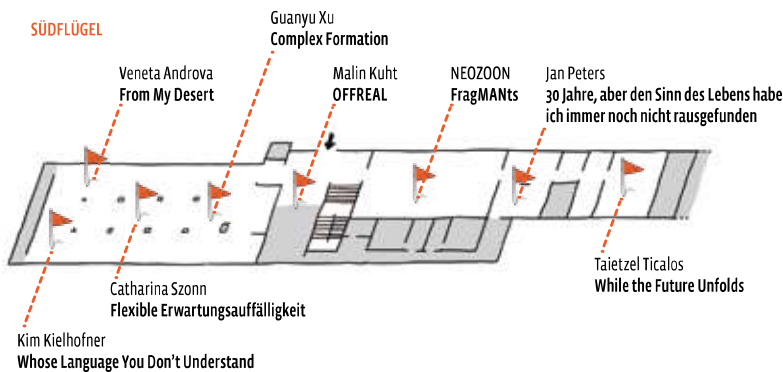 SÜDFLÜGEL
Guanyu Xu
Complex Formation
Veneta Androva
From My Desert
Malin Kuht
OFFREAL
NEOZOON
FragMANts
Jan Peters
30 Jahre, aber den Sinn des Lebens habe
ich immer noch nicht rausgefunden
Catharina Szonn
Flexible Erwartungsauffälligkeit
Taietzel Ticalos
While the Future Unfolds
Kim Kielhofner
Whose Language You Don't Understand